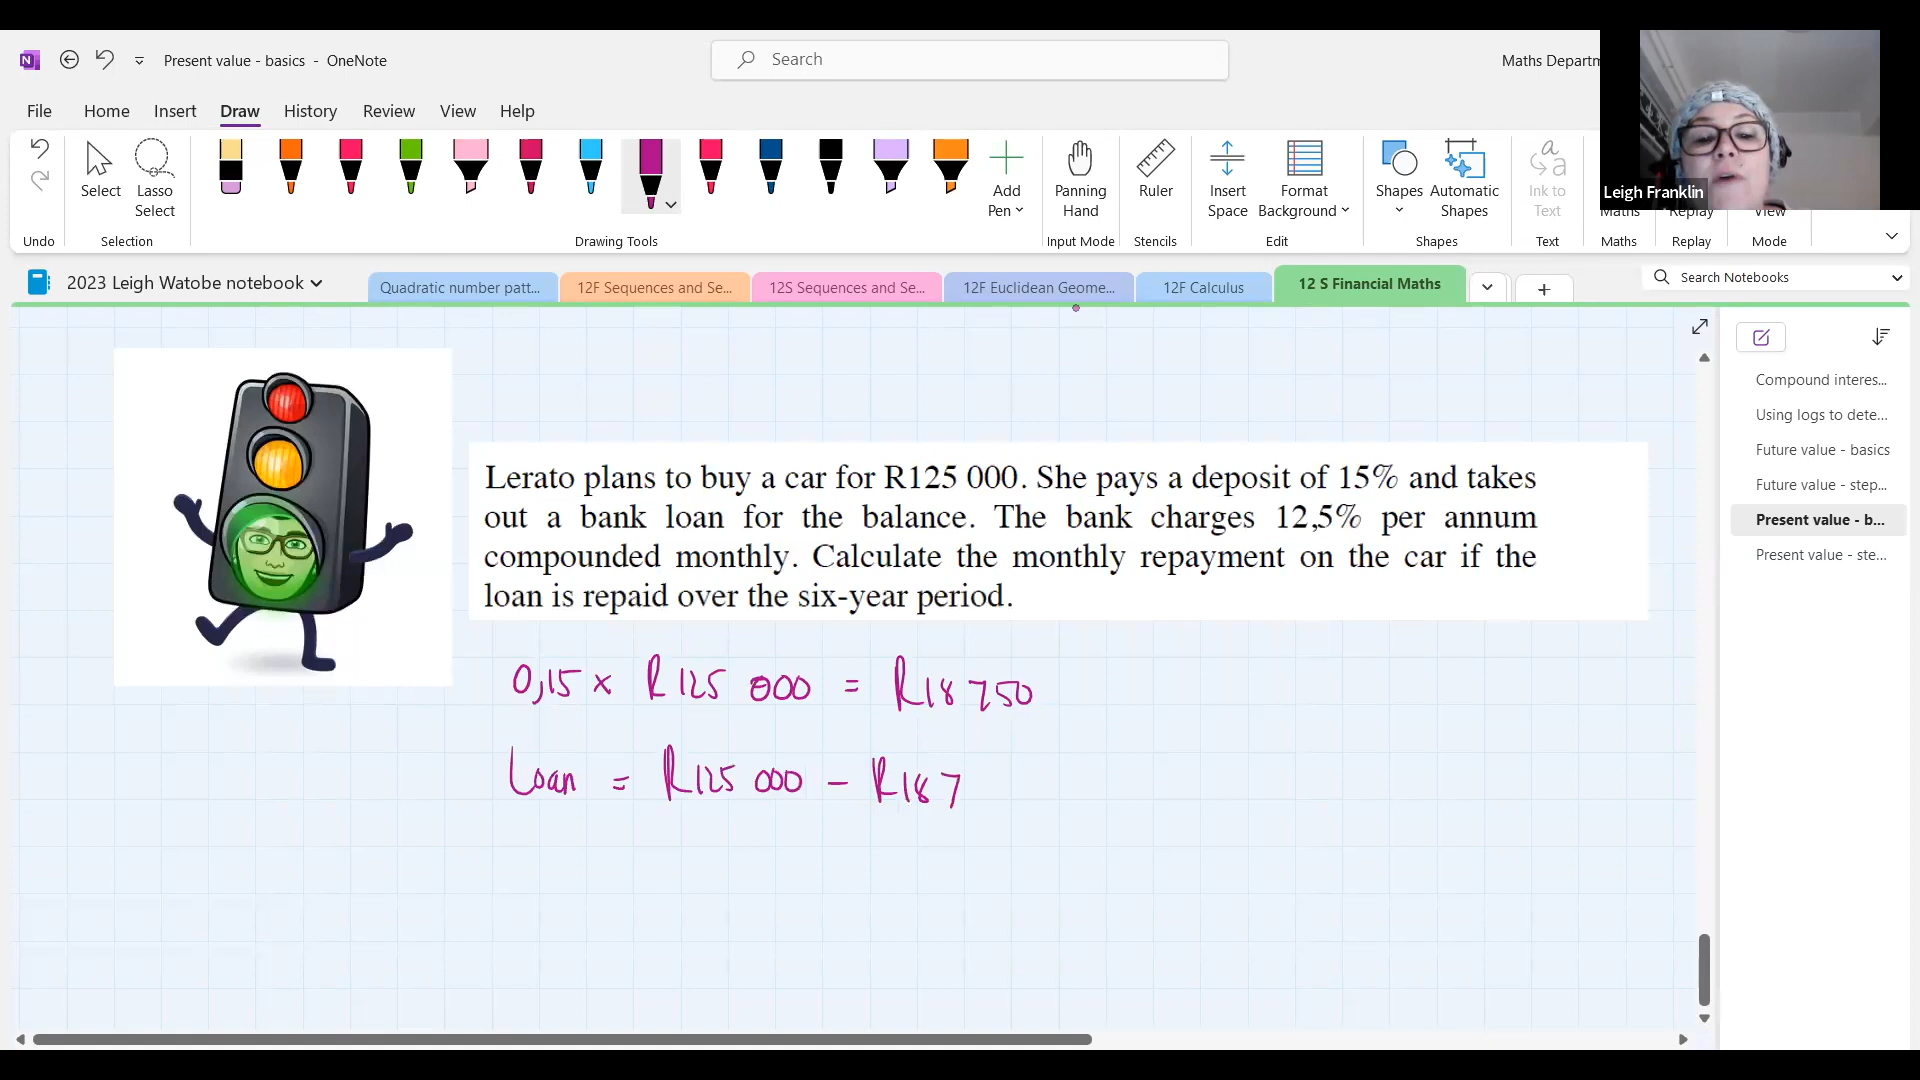 Present value - basics - OneNote
Search
Maths Departm
File Home Insert Draw History Review View Help
Leigh Franklin
Select
Lasso Select
Add Pen
Panning Hand
Ruler
Insert Space
Format Background
Shapes
Automatic Shapes
Ink to Text
Maths
Replay
View
Undo
Selection
Drawing Tools
Input Mode
Stencils
Edit
Shapes
Text
Maths
Replay
Mode
2023 Leigh Watobe notebook
Quadratic number patt...
12F Sequences and Se...
12S Sequences and Se...
12F Euclidean Geome...
12F Calculus
12 S Financial Maths
+
Search Notebooks
Compound interes...
Using logs to dete...
Future value - basics
Future value - step...
Present value - b...
Present value - ste...
Lerato plans to buy a car for R125 000. She pays a deposit of 15% and takes
out a bank loan for the balance. The bank charges 12,5% per annum
compounded monthly. Calculate the monthly repayment on the car if the
loan is repaid over the six-year period.
0,15 × R125 000 = R18 750
Loan = R125 000 - R187